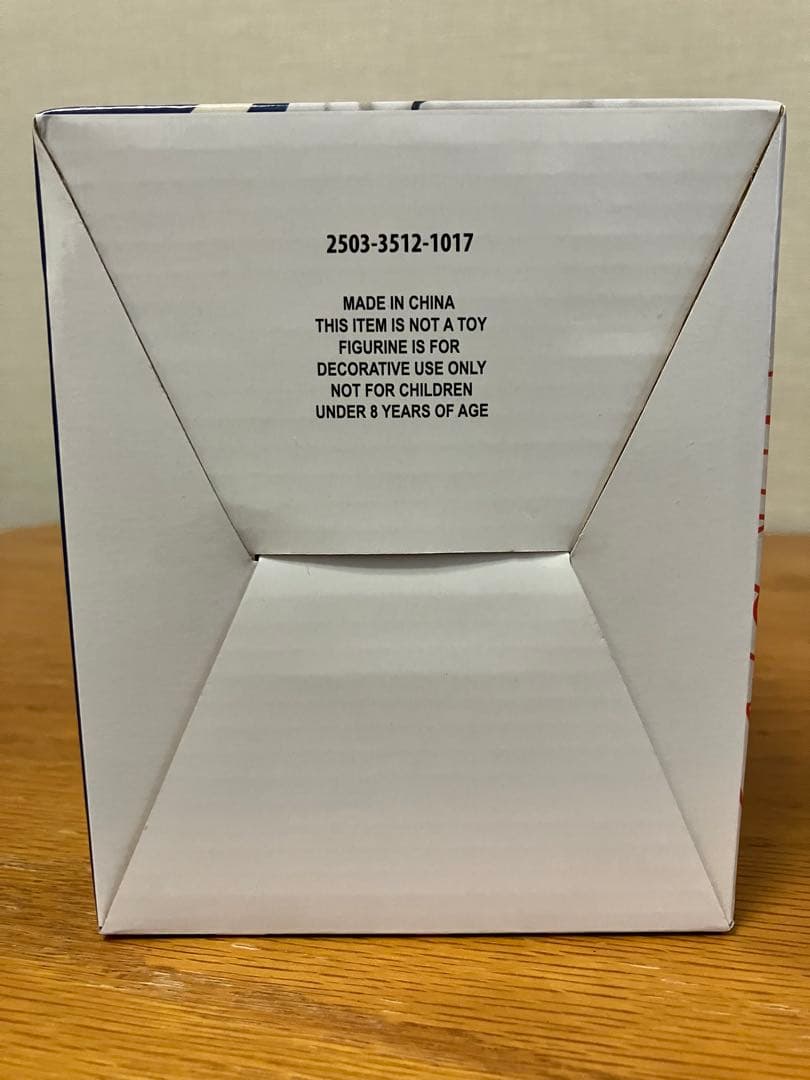 2503-3512-1017
MADE IN CHINA
THIS ITEM IS NOT A TOY
FIGURINE IS FOR
DECORATIVE USE ONLY
NOT FOR CHILDREN
UNDER 8 YEARS OF AGE